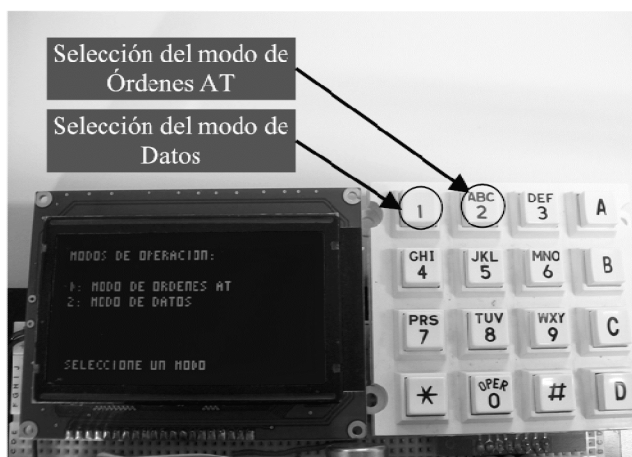 Selección del modo de
Órdenes AT
Selección del modo de
Datos
MODOS DE OPERACION:
1: MODO DE ORDENES AT
2: MODO DE DATOS
SELECCIONE UN MODO
1
ABC
2
DEF
3
A
GHI
4
JKL
5
MNO
6
B
PRS
7
TUV
8
WXY
9
C
*
OPER
0
#
D